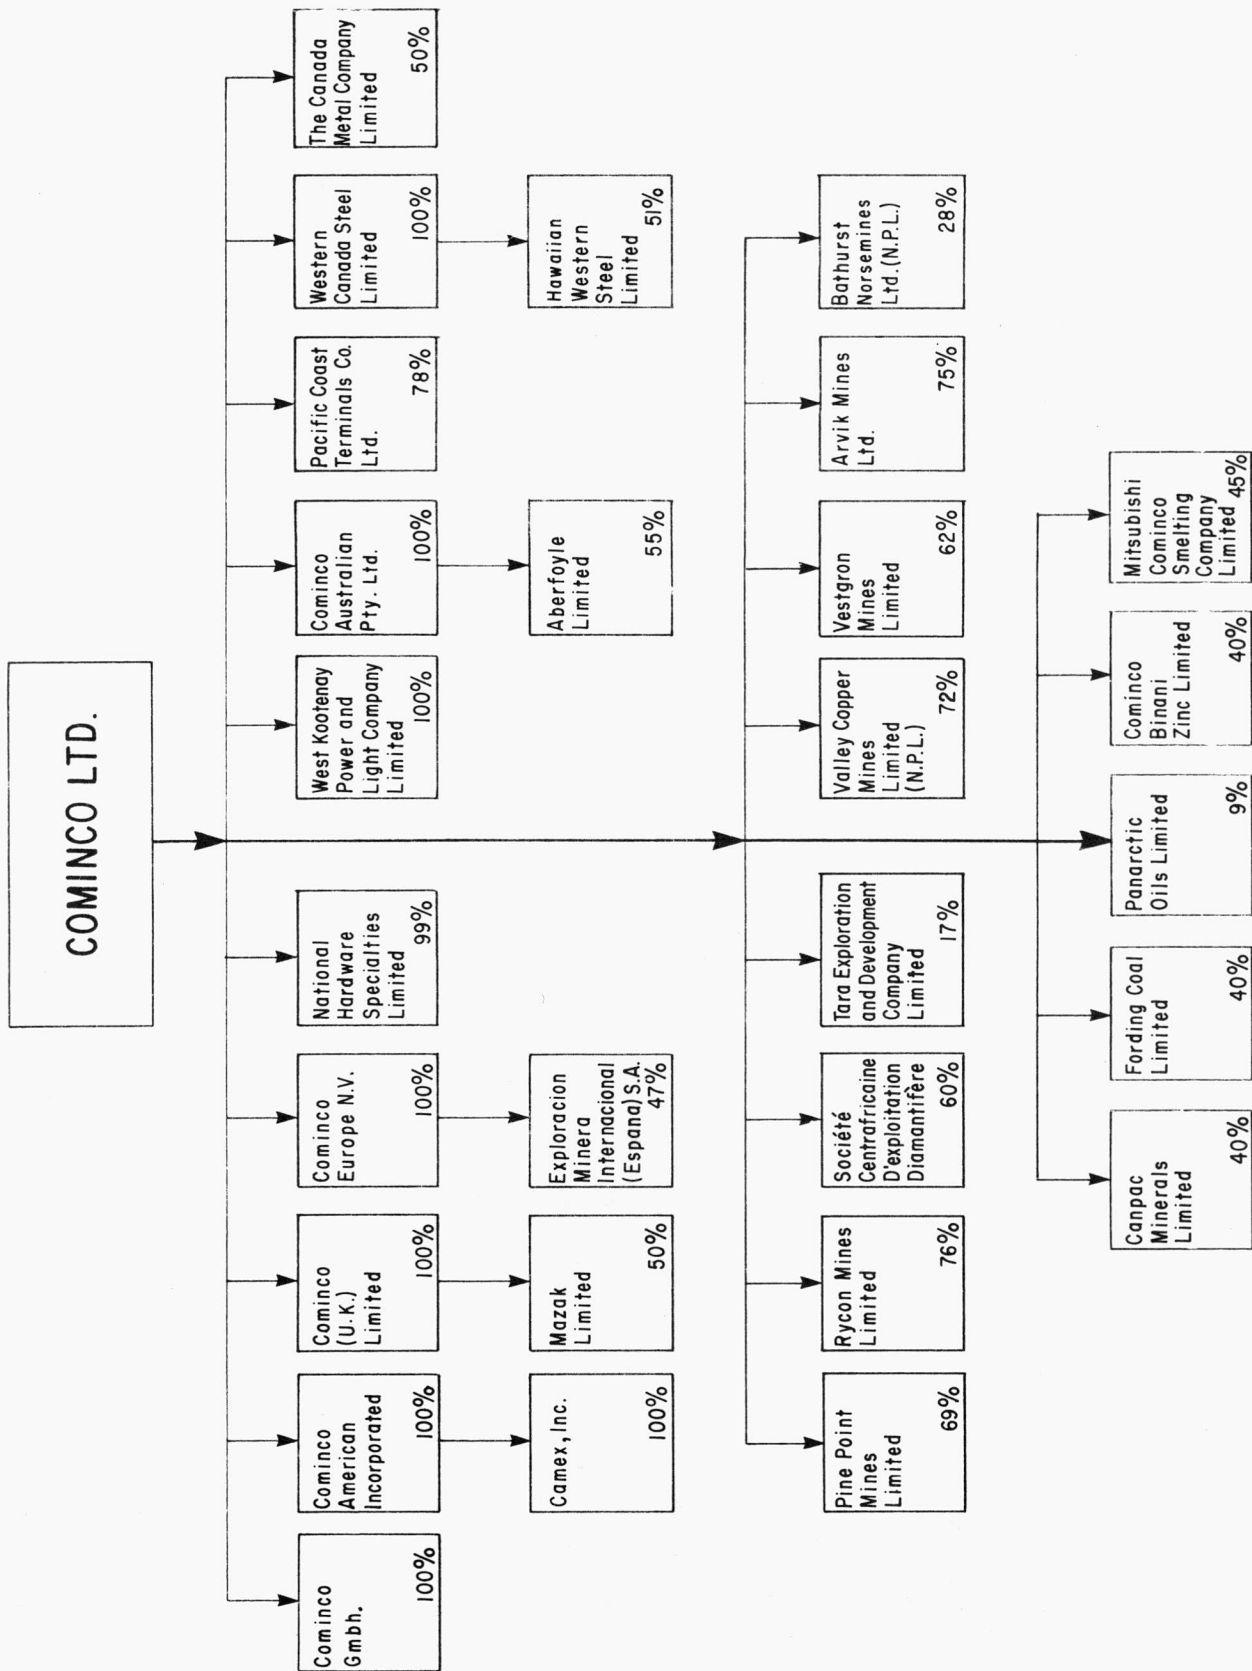 COMINCO LTD.
Cominco
Gmbh.
100%
Cominco
American
Incorporated
100%
Cominco
(U.K.)
Limited
100%
Cominco
Europe N.V.
100%
National
Hardware
Specialties
Limited
99%
West Kootenay
Power and
Light Company
Limited
100%
Cominco
Australian
Pty. Ltd.
100%
Pacific Coast
Terminals Co.
Ltd.
78%
Western
Canada Steel
Limited
100%
The Canada
Metal Company
Limited
50%
Camex, Inc.
100%
Mazak
Limited
50%
Exploracion
Minera
Internacional
(Espana) S.A.
47%
Aberfoyle
Limited
55%
Hawaiian
Western
Steel
Limited
51%
Pine Point
Mines
Limited
69%
Rycon Mines
Limited
76%
Société
Centrafricaine
D'exploitation
Diamantifère
60%
Tara Exploration
and Development
Company
Limited
17%
Valley Copper
Mines
Limited
(N.P.L.)
72%
Vestgron
Mines
Limited
62%
Arvik Mines
Ltd.
75%
Bathurst
Norsemines
Ltd. (N.P.L.)
28%
Canpac
Minerals
Limited
40%
Fording Coal
Limited
40%
Panarctic
Oils Limited
9%
Cominco
Binani
Zinc Limited
40%
Mitsubishi
Cominco
Smelting
Company
Limited 45%